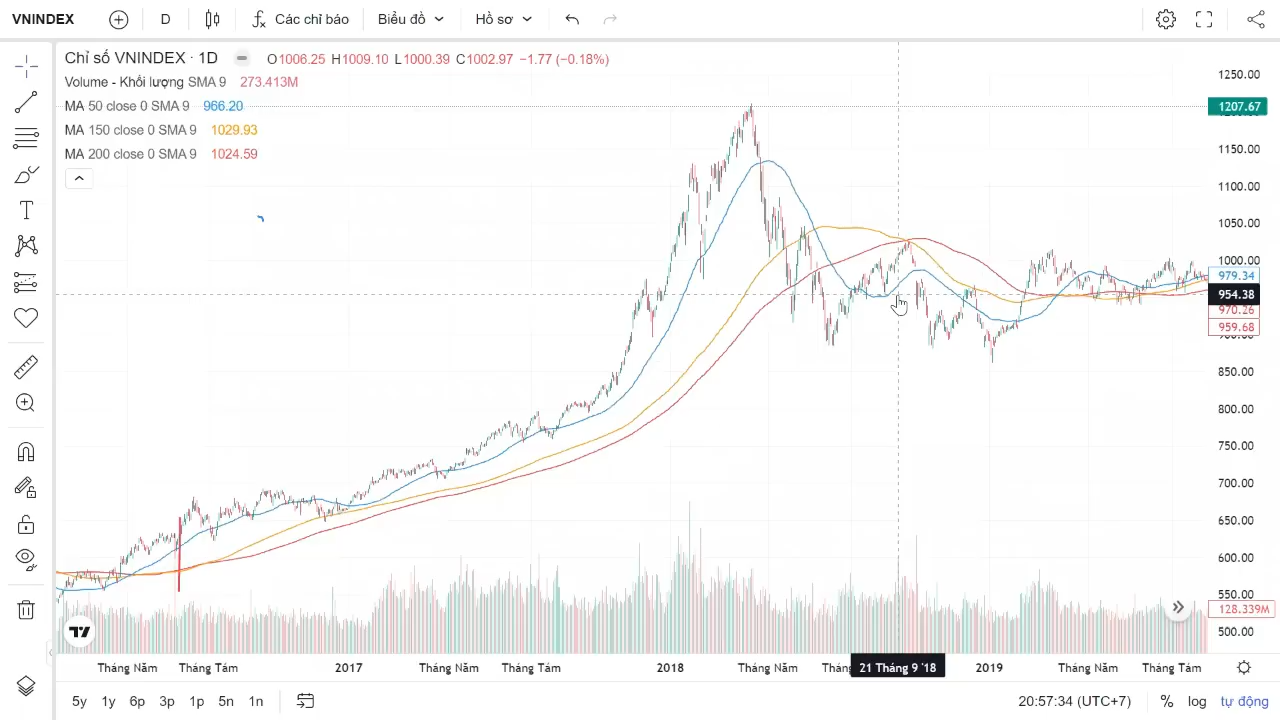 VNINDEX D Các chỉ báo Biểu đồ Hồ sơ
Chỉ số VNINDEX · 1D O1006.25 H1009.10 L1000.39 C1002.97 −1.77 (−0.18%)
Volume - Khối lượng SMA 9 273.413M
MA 50 close 0 SMA 9 966.20
MA 150 close 0 SMA 9 1029.93
MA 200 close 0 SMA 9 1024.59
1250.00
1207.67
1150.00
1100.00
1050.00
1000.00
979.34
954.38
970.26
959.68
850.00
800.00
750.00
700.00
650.00
600.00
550.00
128.339M
500.00
Tháng Năm Tháng Tám 2017 Tháng Năm Tháng Tám 2018 Tháng Năm 21 Tháng 9 '18 2019 Tháng Năm Tháng Tám
5y 1y 6p 3p 1p 5n 1n 20:57:34 (UTC+7) % log tự động